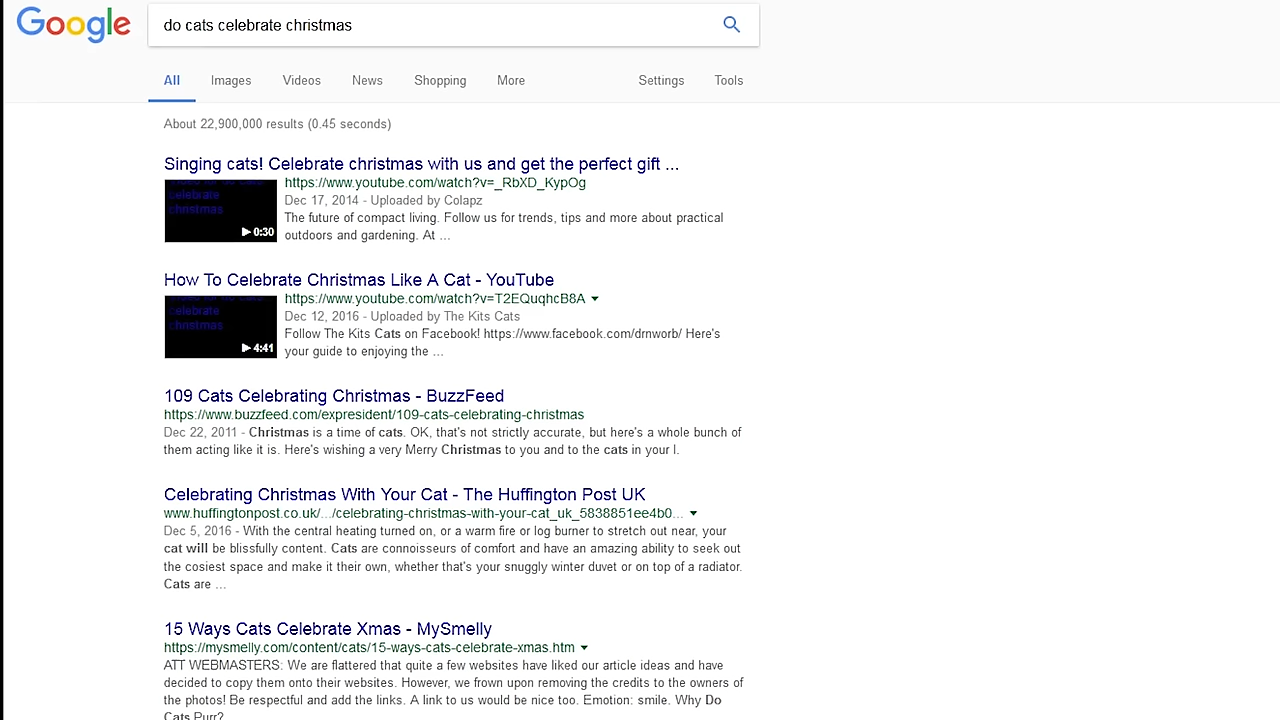 Google do cats celebrate christmas
All Images Videos News Shopping More Settings Tools
About 22,900,000 results (0.45 seconds)
Singing cats! Celebrate christmas with us and get the perfect gift ...
https://www.youtube.com/watch?v=_RbXD_KypOg
Dec 17, 2014 - Uploaded by Colapz
The future of compact living. Follow us for trends, tips and more about practical
outdoors and gardening. At ...
celebrate
christmas
0:30
How To Celebrate Christmas Like A Cat - YouTube
https://www.youtube.com/watch?v=T2EQuqhcB8A
Dec 12, 2016 - Uploaded by The Kits Cats
Follow The Kits Cats on Facebook! https://www.facebook.com/drnworb/ Here's
your guide to enjoying the ...
celebrate
christmas
4:41
109 Cats Celebrating Christmas - BuzzFeed
https://www.buzzfeed.com/expresident/109-cats-celebrating-christmas
Dec 22, 2011 - Christmas is a time of cats. OK, that's not strictly accurate, but here's a whole bunch of
them acting like it is. Here's wishing a very Merry Christmas to you and to the cats in your l.
Celebrating Christmas With Your Cat - The Huffington Post UK
www.huffingtonpost.co.uk/.../celebrating-christmas-with-your-cat_uk_5838851ee4b0...
Dec 5, 2016 - With the central heating turned on, or a warm fire or log burner to stretch out near, your
cat will be blissfully content. Cats are connoisseurs of comfort and have an amazing ability to seek out
the cosiest space and make it their own, whether that's your snuggly winter duvet or on top of a radiator.
Cats are ...
15 Ways Cats Celebrate Xmas - MySmelly
https://mysmelly.com/content/cats/15-ways-cats-celebrate-xmas.htm
ATT WEBMASTERS: We are flattered that quite a few websites have liked our article ideas and have
decided to copy them onto their websites. However, we frown upon removing the credits to the owners of
the photos! Be respectful and add the links. A link to us would be nice too. Emotion: smile. Why Do
Cats Purr?